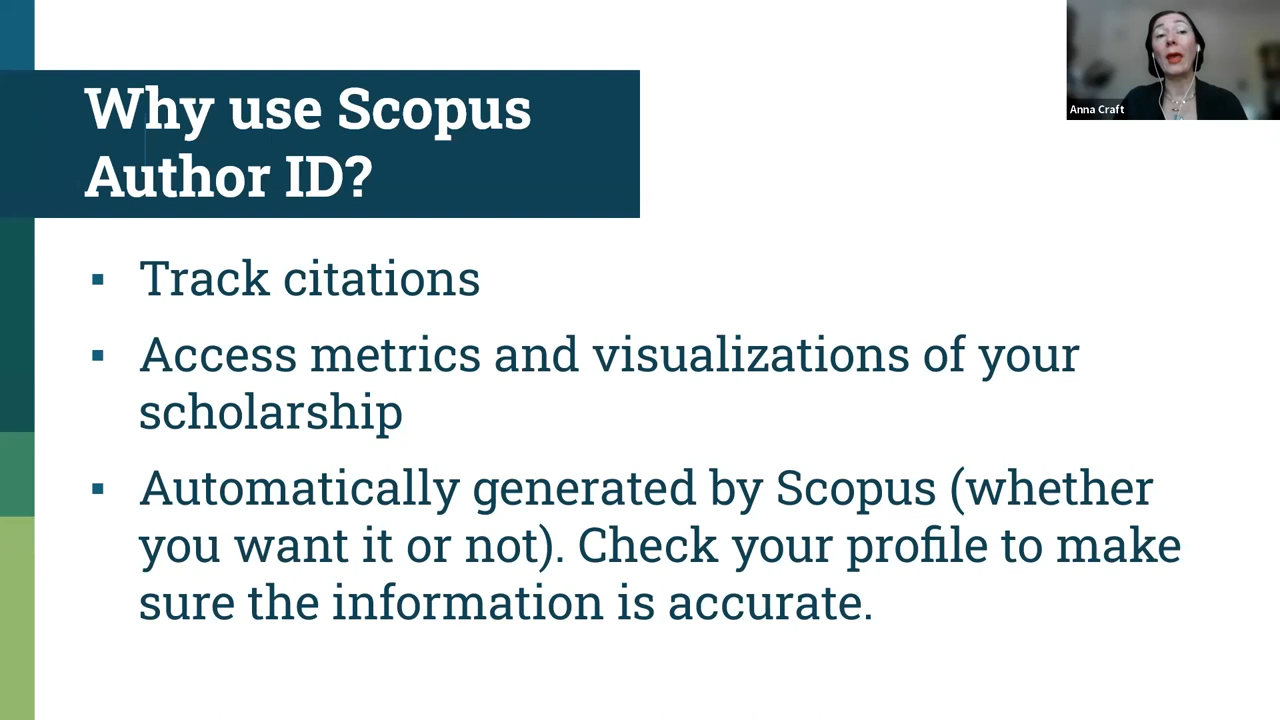 Why use Scopus
Author ID?
Anna Craft
▪ Track citations
▪ Access metrics and visualizations of your
scholarship
▪ Automatically generated by Scopus (whether
you want it or not). Check your profile to make
sure the information is accurate.